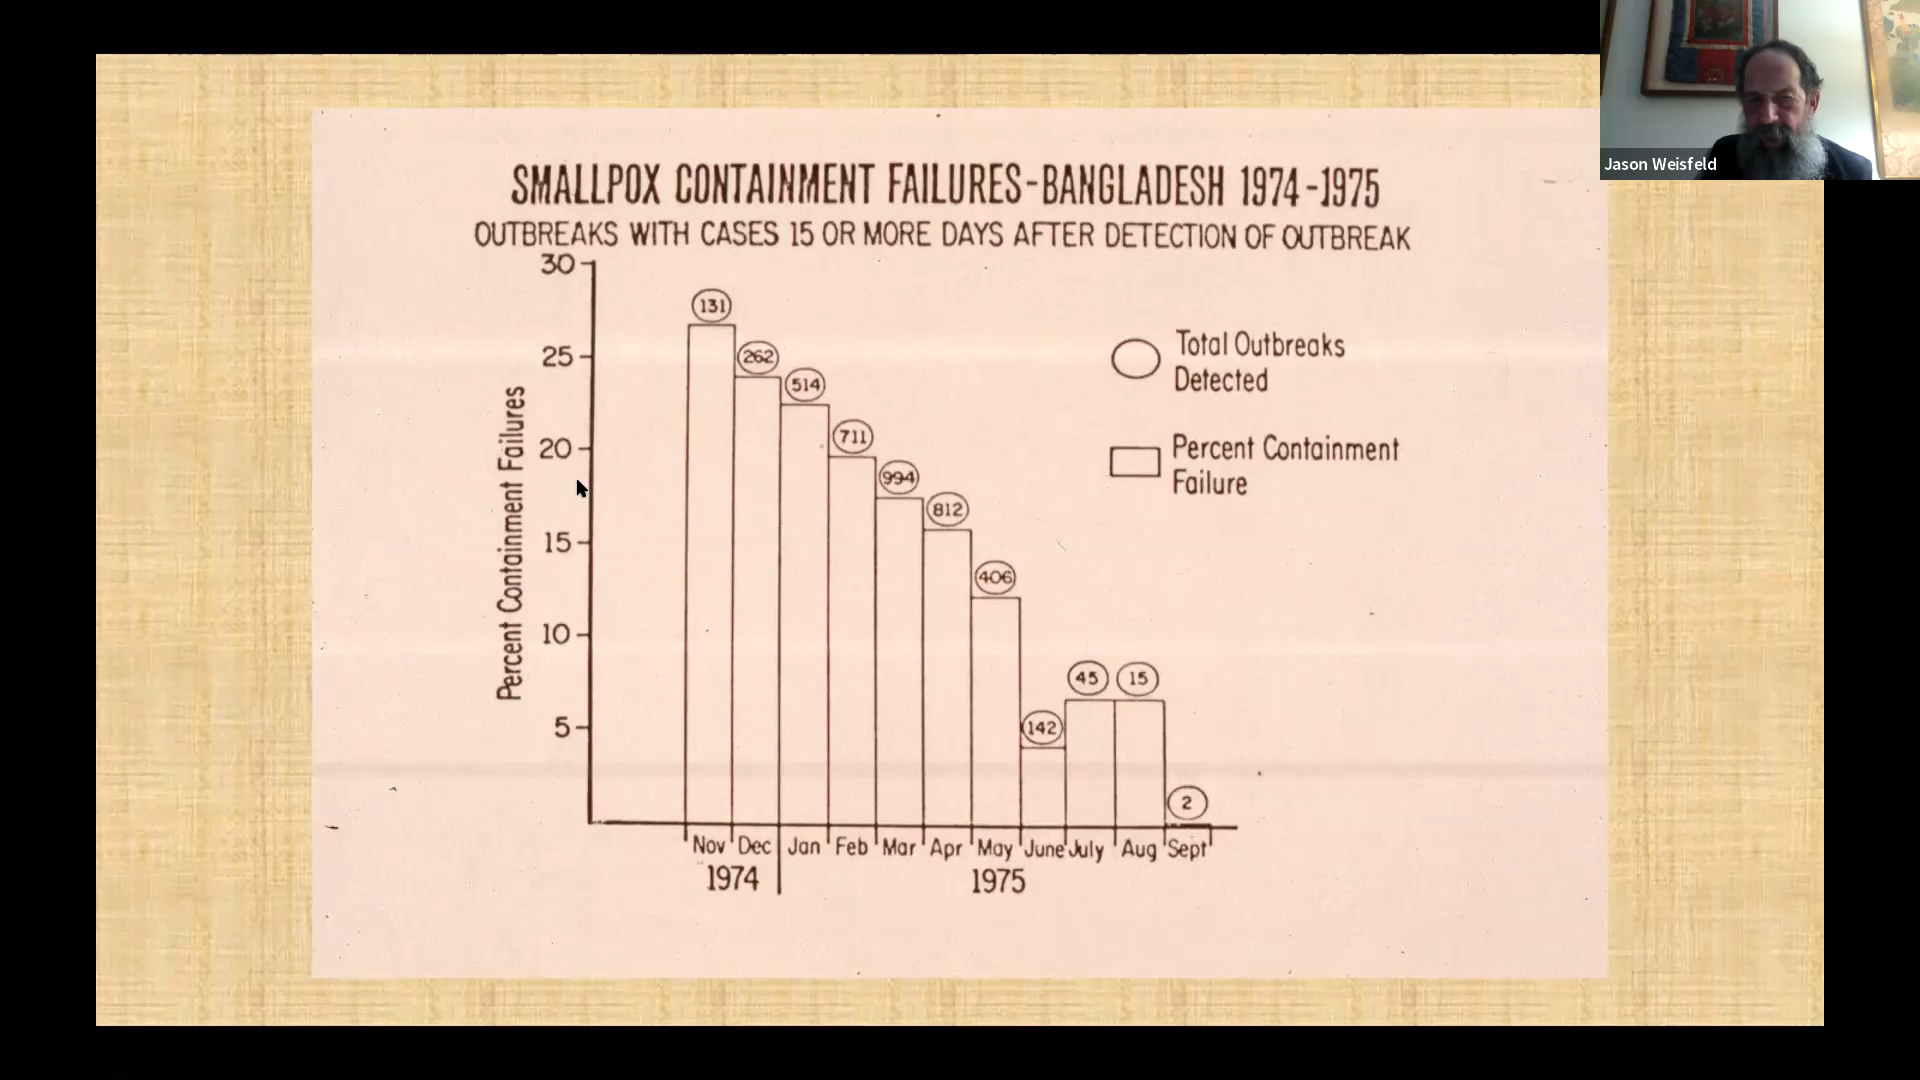 SMALLPOX CONTAINMENT FAILURES-BANGLADESH 1974-1975
OUTBREAKS WITH CASES 15 OR MORE DAYS AFTER DETECTION OF OUTBREAK
Percent Containment Failures
30
25
20
15
10
5
131
262
514
711
994
812
406
142
45
15
2
Total Outbreaks
Detected
Percent Containment
Failure
Nov Dec Jan Feb Mar Apr May June July Aug Sept
1974 1975
Jason Weisfeld